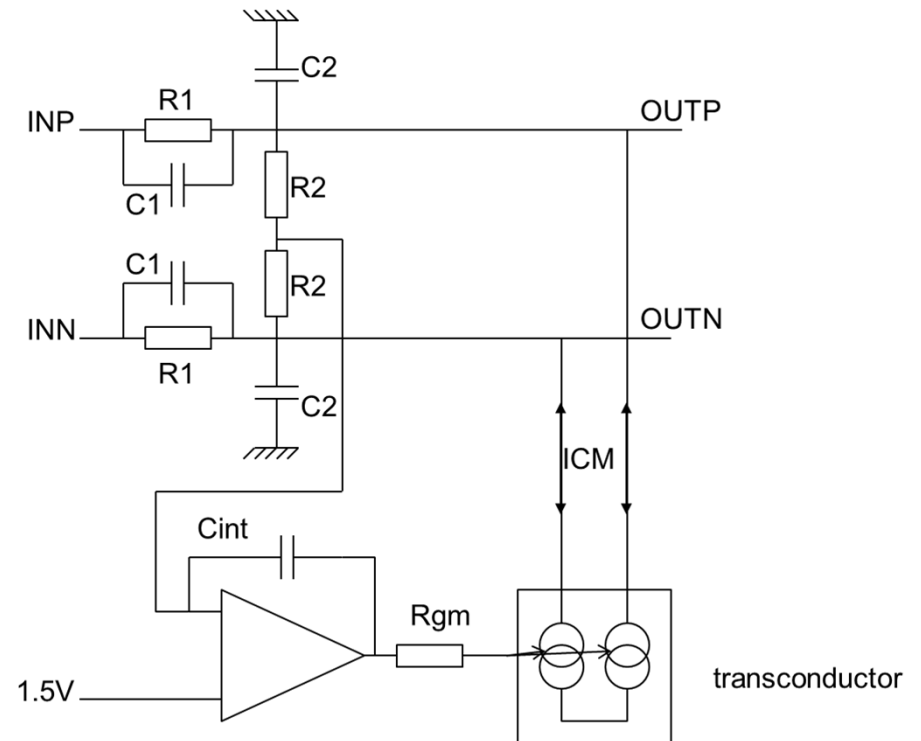 C2
R1
INP
OUTP
C1
R2
C1
R2
INN
OUTN
R1
C2
ICM
Cint
Rgm
1.5V
transconductor